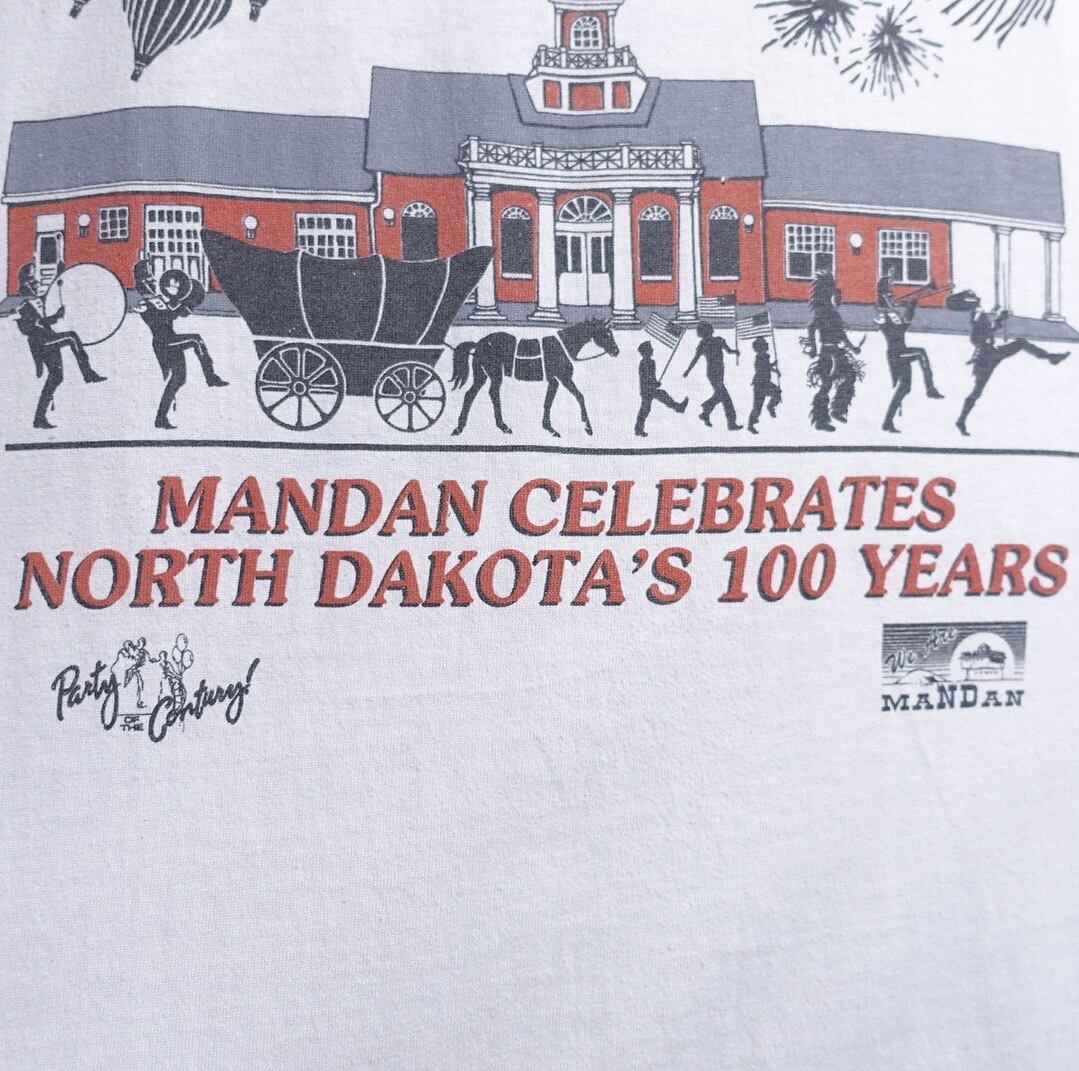 MANDAN CELEBRATES
NORTH DAKOTA'S 100 YEARS
Party
OF
THE
Century!
We Are
MANDAN